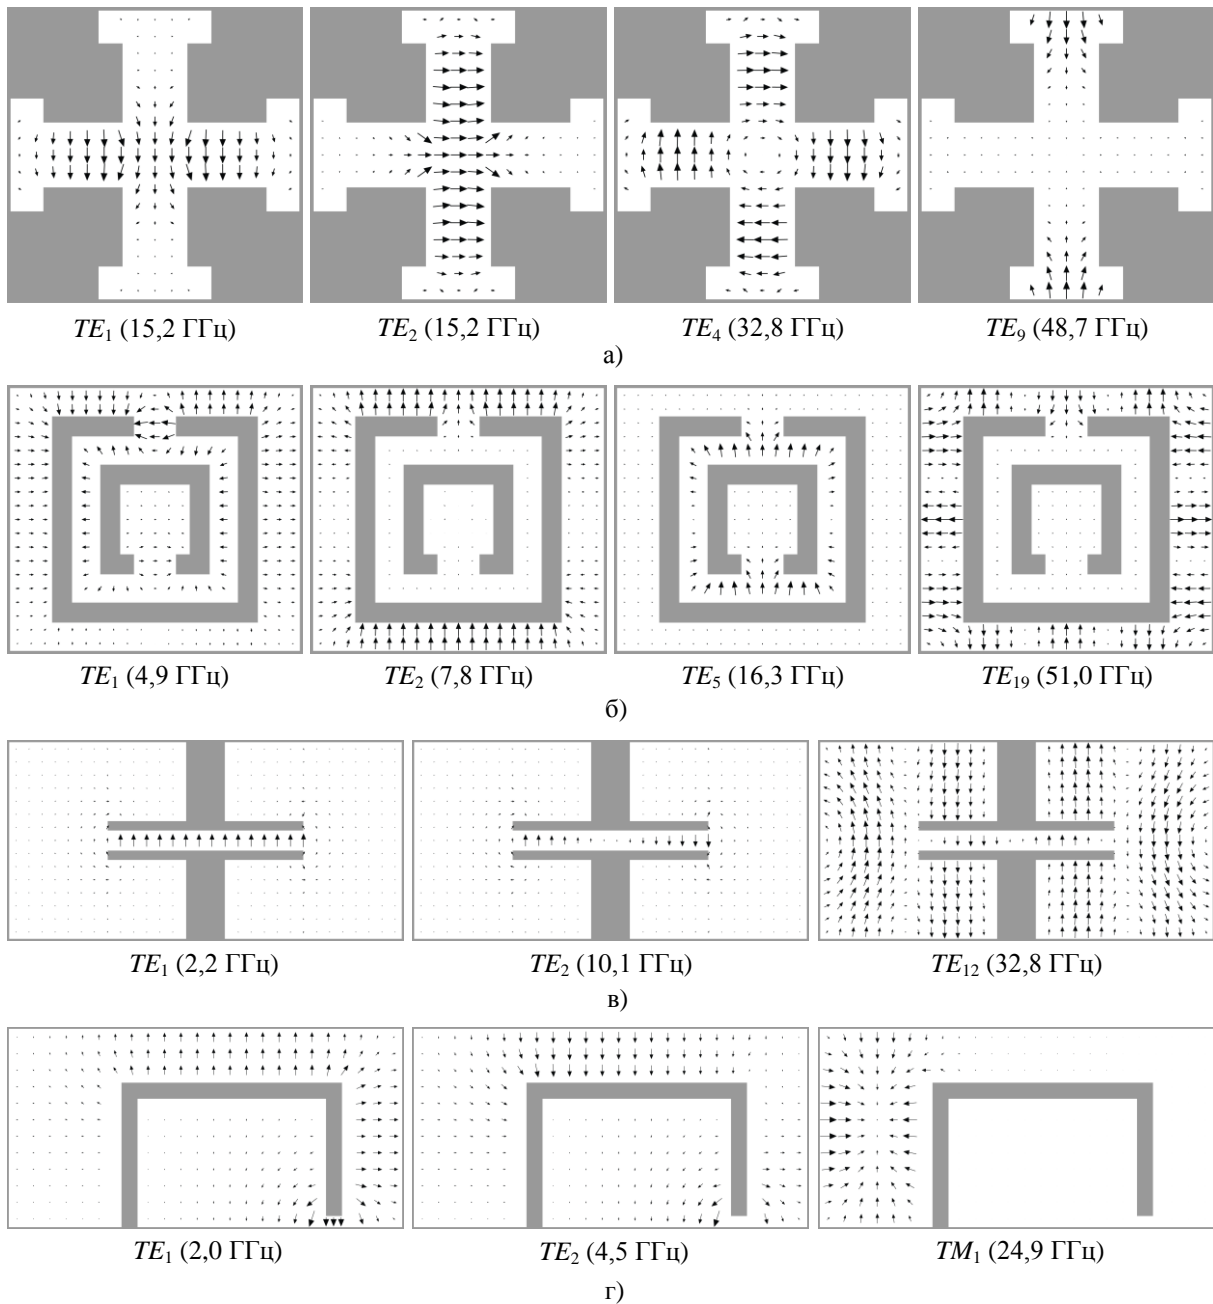 TE₁ (15,2 ГГц) TE₂ (15,2 ГГц) TE₄ (32,8 ГГц) TE₉ (48,7 ГГц)
а)
TE₁ (4,9 ГГц) TE₂ (7,8 ГГц) TE₅ (16,3 ГГц) TE₁₉ (51,0 ГГц)
б)
TE₁ (2,2 ГГц) TE₂ (10,1 ГГц) TE₁₂ (32,8 ГГц)
в)
TE₁ (2,0 ГГц) TE₂ (4,5 ГГц) TM₁ (24,9 ГГц)
г)